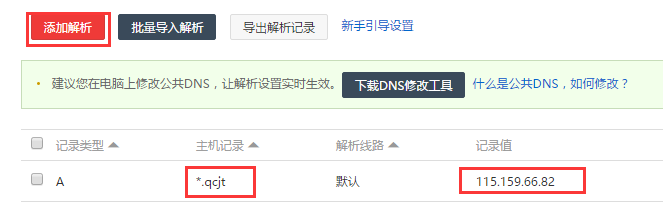 添加解析 批量导入解析 导出解析记录 新手引导设置
建议您在电脑上修改公共DNS，让解析设置实时生效。 下载DNS修改工具 什么是公共DNS，如何修改？
记录类型 主机记录 解析线路 记录值
A *.qcjt 默认 115.159.66.82